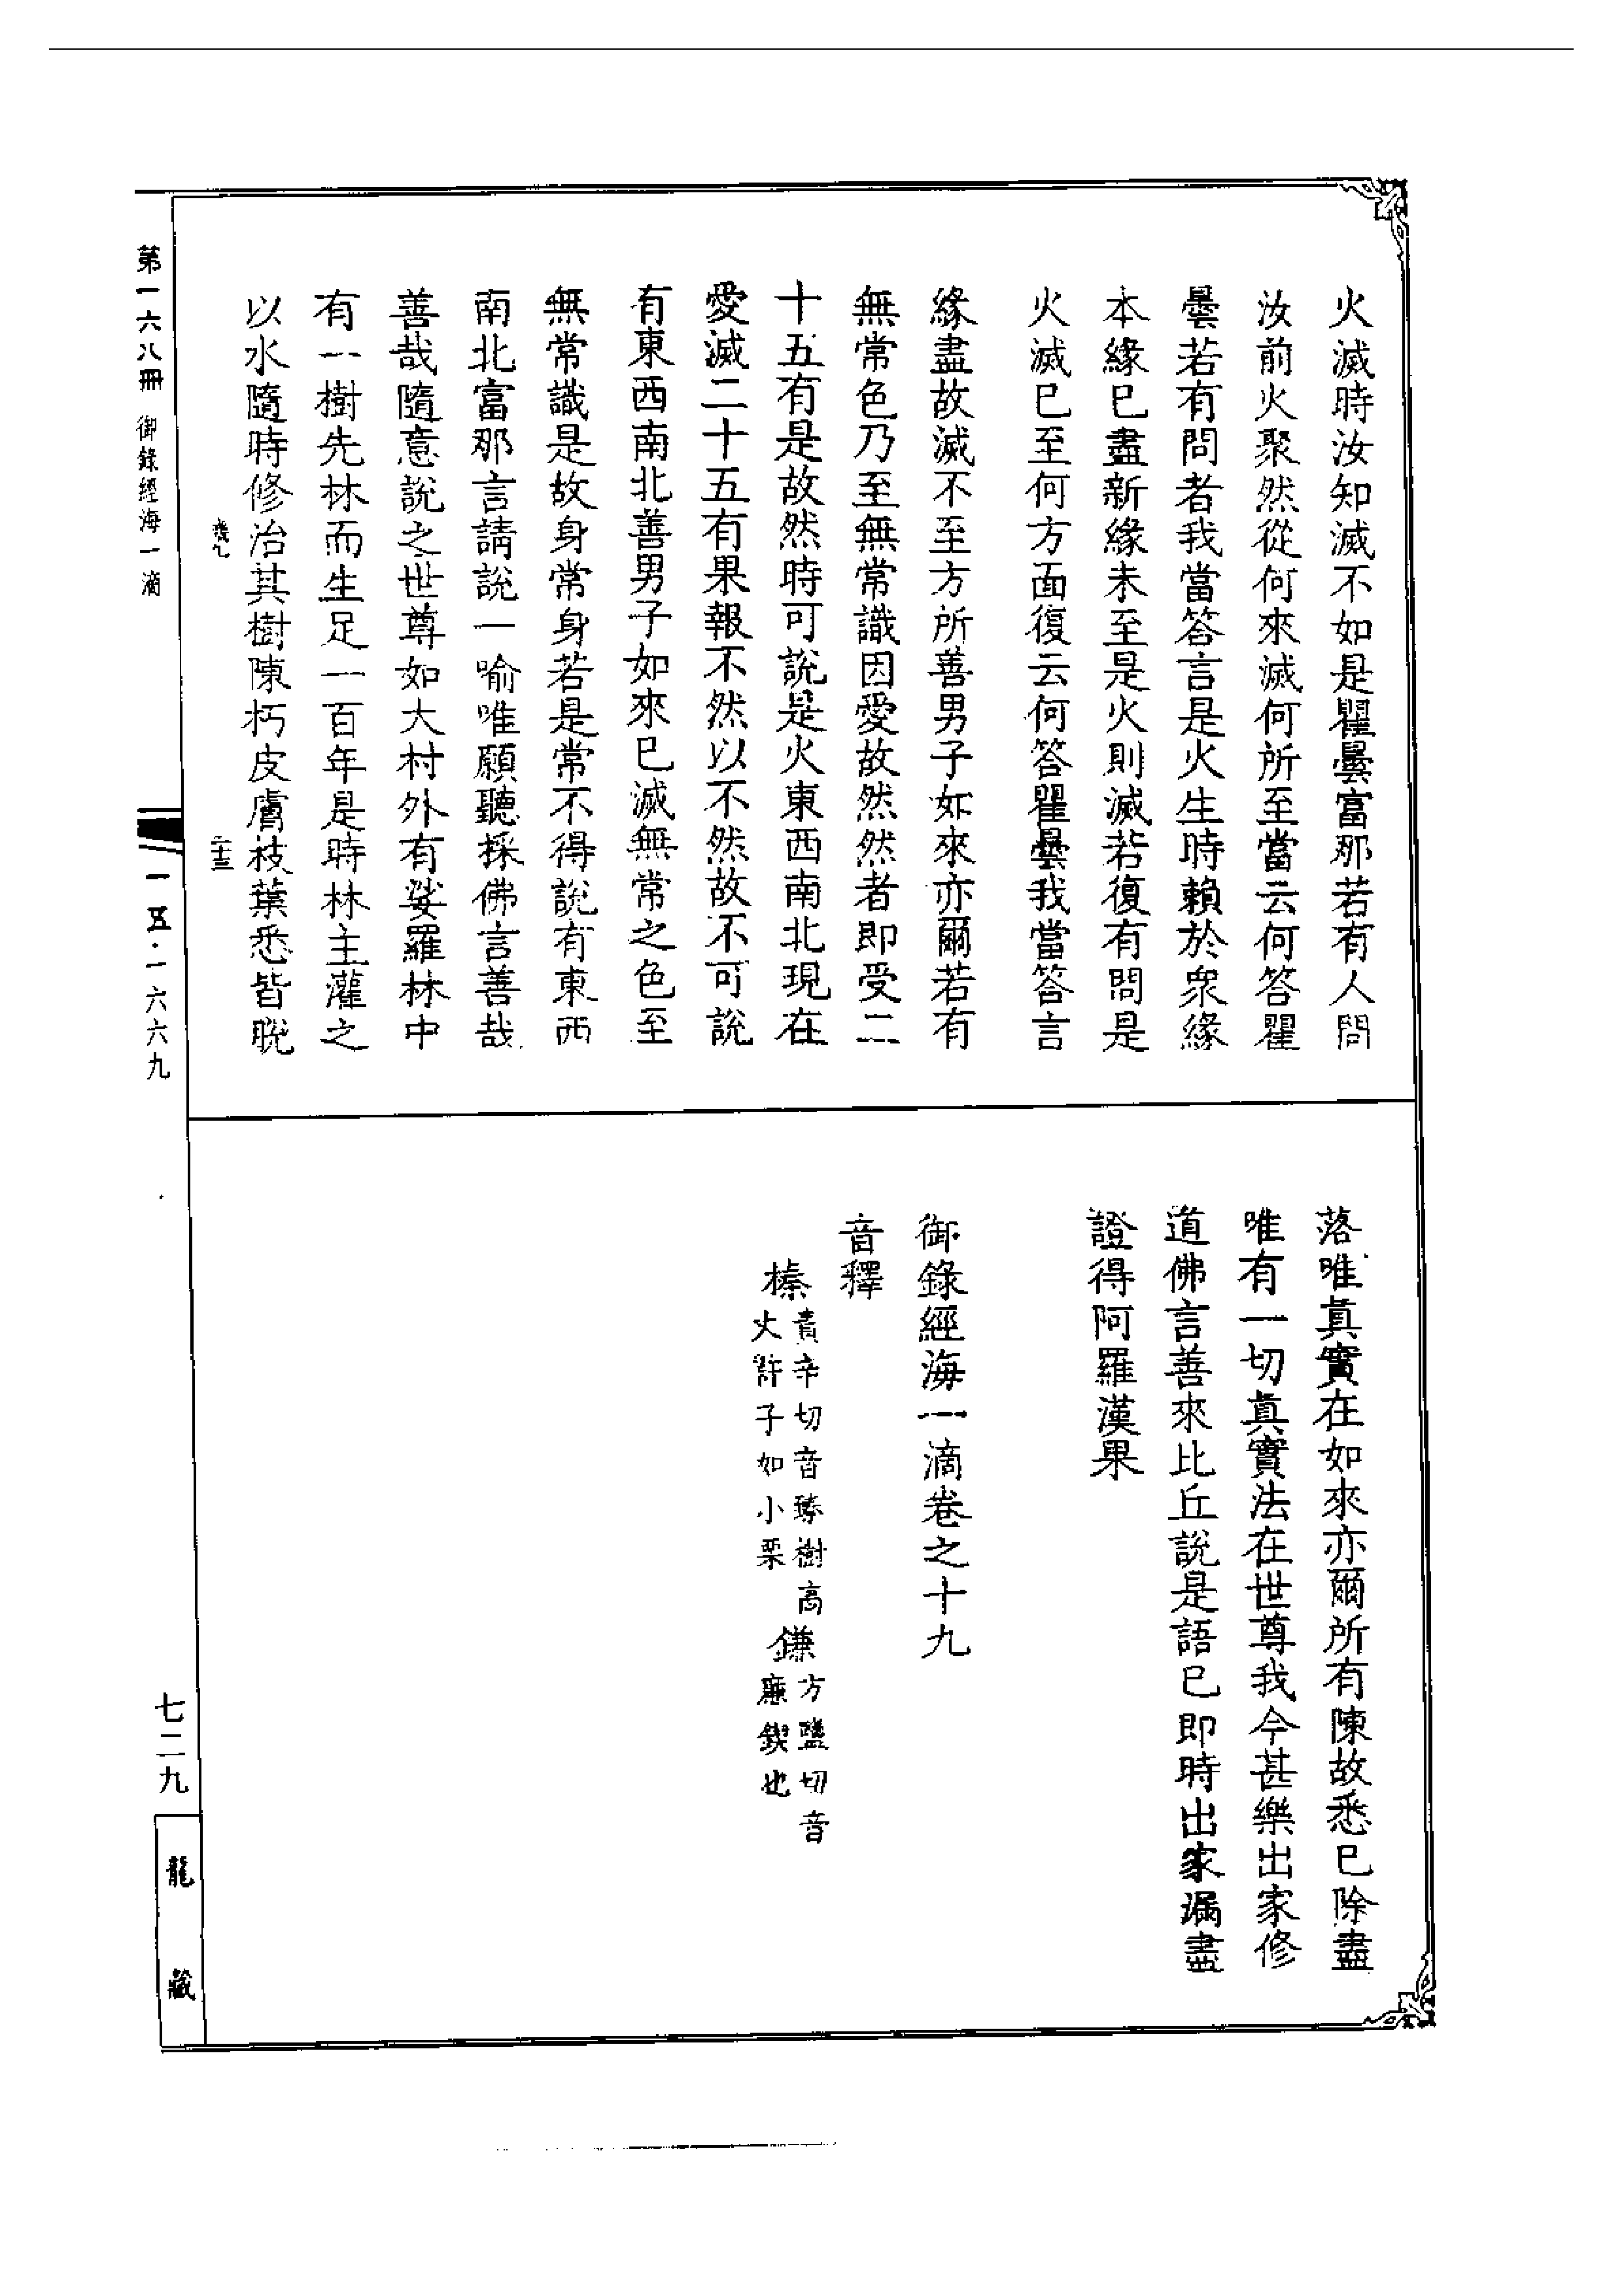 火滅時汝知滅不如是瞿曇富那若有人問
汝前火聚然從何來滅何所至當云何答瞿
曇若有問者我當答言是火生時賴於衆緣
本緣已盡新緣未至是火則滅若復有問是
火滅已至何方面復云何答瞿曇我當答言
緣盡故滅不至方所善男子如來亦爾若有
無常色乃至無常識因愛故然然者即受二
十五有是故然時可說是火東西南北現在
愛滅二十五有果報不然以不然故不可說
有東西南北善男子如來已滅無常之色至
無常識是故身常身若是常不得說有東西
南北富那言請說一喻唯願聽採佛言善哉
善哉隨意說之世尊如大村外有娑羅林中
有一樹先林而生足一百年是時林主灌之
以水隨時修治其樹陳朽皮膚枝葉悉皆脫
落唯真實在如來亦爾所有陳故悉已除盡
唯有一切真實法在世尊我今甚樂出家修
道佛言善來比丘說是語已即時出家漏盡
證得阿羅漢果
御錄經海一滴卷之十九
音釋
榛
責辛切音臻樹高
大許子如小栗
鎌
方鹽切音
廉鍥也
二十三
第一六八冊 御錄經海一滴
一五·一六六九
七二九
龍藏